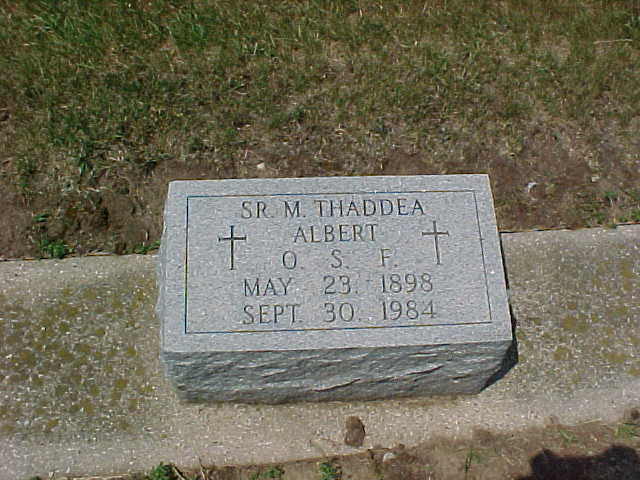 SR. M. THADDEA
ALBERT
O. S. F.
MAY 23, 1898
SEPT. 30, 1984